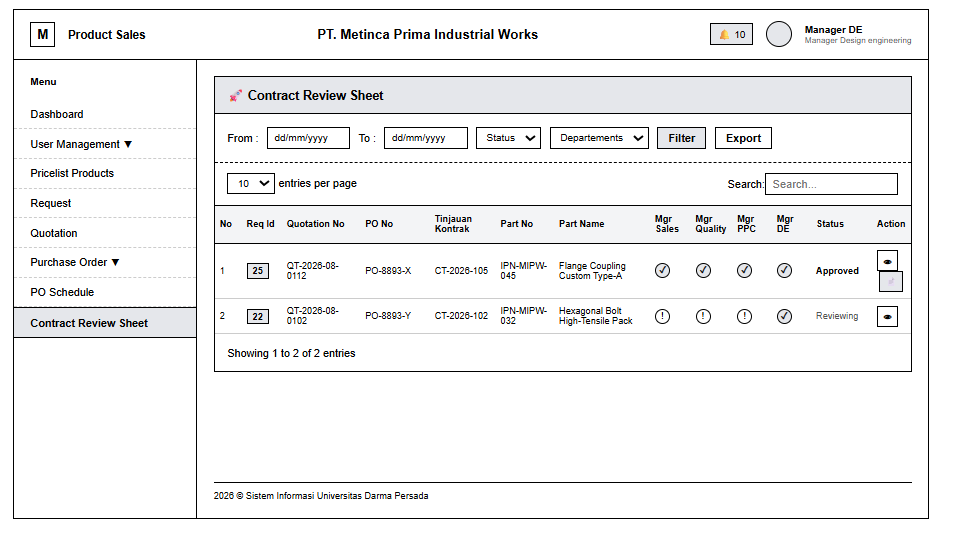 M Product Sales PT. Metinca Prima Industrial Works 10 Manager DE
Manager Design engineering
Menu
Dashboard
User Management ▼
Pricelist Products
Request
Quotation
Purchase Order ▼
PO Schedule
Contract Review Sheet
Contract Review Sheet
From : dd/mm/yyyy To : dd/mm/yyyy Status Departements Filter Export
10 entries per page Search: Search...
No Req Id Quotation No PO No Tinjauan Kontrak Part No Part Name Mgr Sales Mgr Quality Mgr PPC Mgr DE Status Action
1 25 QT-2026-08-0112 PO-8893-X CT-2026-105 IPN-MIPW-045 Flange Coupling Custom Type-A ✓ ✓ ✓ ✓ Approved
2 22 QT-2026-08-0102 PO-8893-Y CT-2026-102 IPN-MIPW-032 Hexagonal Bolt High-Tensile Pack ! ! ! ✓ Reviewing
Showing 1 to 2 of 2 entries
2026 © Sistem Informasi Universitas Darma Persada